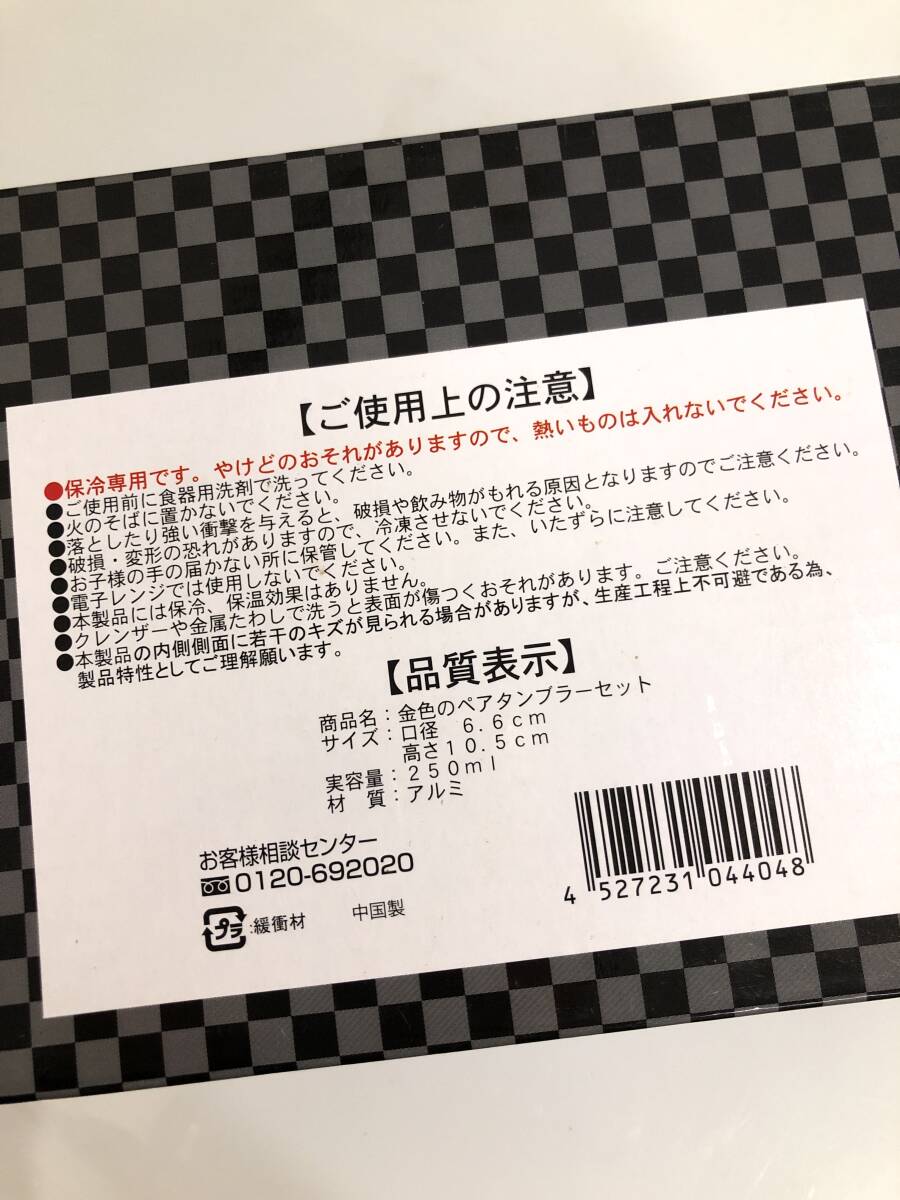 【ご使用上の注意】
●保冷専用です。やけどのおそれがありますので、熱いものは入れないでください。
●ご使用前に食器用洗剤で洗ってください。
●火のそばに置かないでください。
●落としたり強い衝撃を与えると、破損や飲み物がもれる原因となりますのでご注意ください。
●破損・変形の恐れがありますので、冷凍させないでください。
●お子様の手の届かない所に保管してください。また、いたずらに注意してください。
●電子レンジでは使用しないでください。
●本製品には保冷、保温効果はありません。
●クレンザーや金属たわしで洗うと表面が傷つくおそれがあります。ご注意ください。
●本製品の内側側面に若干のキズが見られる場合がありますが、生産工程上不可避である為、
製品特性としてご理解願います。
【品質表示】
商品名：金色のペアタンブラーセット
サイズ：口径 6.6cm
高さ10.5cm
実容量：250ml
材 質：アルミ
お客様相談センター
0120-692020
プラ:緩衝材 中国製
4 527231 044048